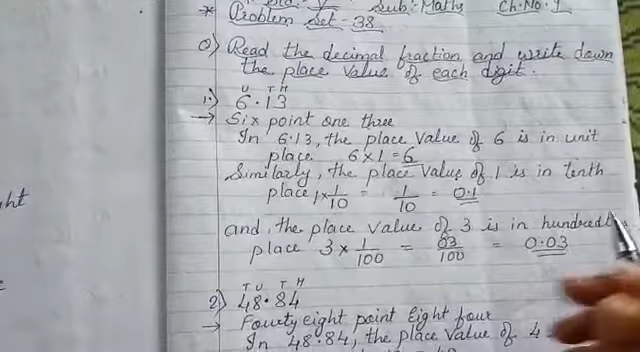 Sub:- Maths Ch. No. 9
* Problem Set - 38
Q) Read the decimal fraction and write down
the place value of each digit.
U T H
1) 6.13
→ Six point one three
In 6.13, the place value of 6 is in unit
place 6 × 1 = 6
Similarly, the place value of 1 is in tenth
place 1 × 1/10 = 1/10 = 0.1
and, the place value of 3 is in
place 3 × 1/100 = 03/100 = 0.03
T U T H
2) 48.84
→ Fourty eight point Eight four
In 48.84, the place value of 4